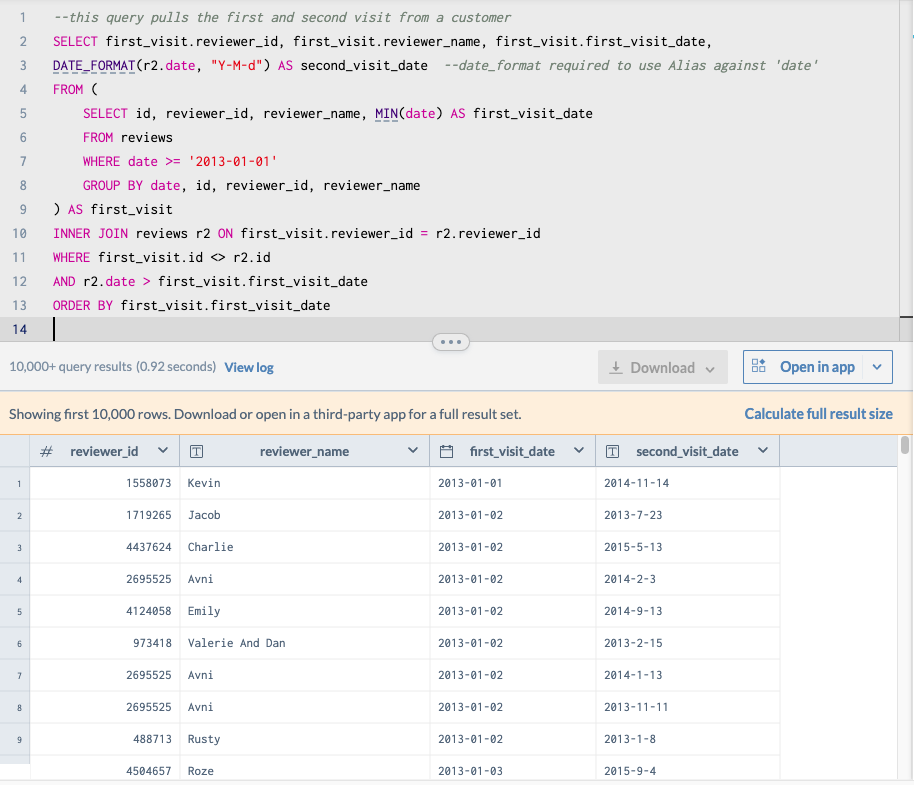 1 --this query pulls the first and second visit from a customer
2 SELECT first_visit.reviewer_id, first_visit.reviewer_name, first_visit.first_visit_date,
3 DATE_FORMAT(r2.date, "Y-M-d") AS second_visit_date --date_format required to use Alias against 'date'
4 FROM (
5 SELECT id, reviewer_id, reviewer_name, MIN(date) AS first_visit_date
6 FROM reviews
7 WHERE date >= '2013-01-01'
8 GROUP BY date, id, reviewer_id, reviewer_name
9 ) AS first_visit
10 INNER JOIN reviews r2 ON first_visit.reviewer_id = r2.reviewer_id
11 WHERE first_visit.id <> r2.id
12 AND r2.date > first_visit.first_visit_date
13 ORDER BY first_visit.first_visit_date
14
10,000+ query results (0.92 seconds) View log Download Open in app
Showing first 10,000 rows. Download or open in a third-party app for a full result set. Calculate full result size
# reviewer_id T reviewer_name first_visit_date T second_visit_date
1 1558073 Kevin 2013-01-01 2014-11-14
2 1719265 Jacob 2013-01-02 2013-7-23
3 4437624 Charlie 2013-01-02 2015-5-13
4 2695525 Avni 2013-01-02 2014-2-3
5 4124058 Emily 2013-01-02 2014-9-13
6 973418 Valerie And Dan 2013-01-02 2013-2-15
7 2695525 Avni 2013-01-02 2014-1-13
8 2695525 Avni 2013-01-02 2013-11-11
9 488713 Rusty 2013-01-02 2013-1-8
4504657 Roze 2013-01-03 2015-9-4